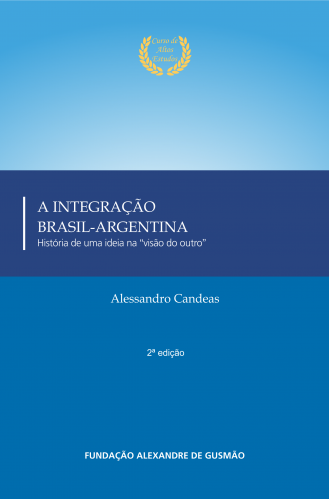 Curso de
Altos
Estudos
A INTEGRAÇÃO
BRASIL-ARGENTINA
História de uma ideia na “visão do outro”
Alessandro Candeas
2ª edição
FUNDAÇÃO ALEXANDRE DE GUSMÃO